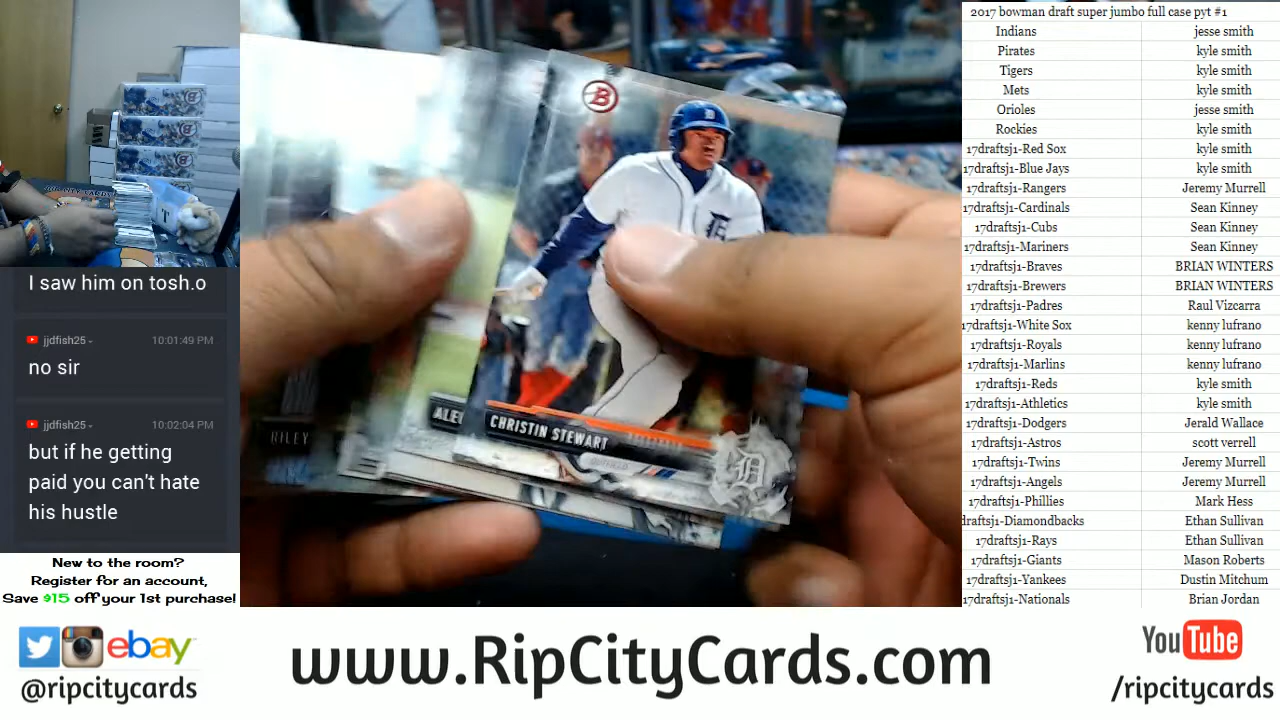 I saw him on tosh.o
jjdfish25 10:01:49 PM
no sir
jjdfish25 10:02:04 PM
but if he getting
paid you can't hate
his hustle
New to the room?
Register for an account,
Save $15 off your 1st purchase!
B
D
D
ALE
CHRISTIN STEWART
RILEY
D
T
2017 bowman draft super jumbo full case pyt #1
Indians jesse smith
Pirates kyle smith
Tigers kyle smith
Mets kyle smith
Orioles jesse smith
Rockies kyle smith
17draftsj1-Red Sox kyle smith
17draftsj1-Blue Jays kyle smith
17draftsj1-Rangers Jeremy Murrell
17draftsj1-Cardinals Sean Kinney
17draftsj1-Cubs Sean Kinney
17draftsj1-Mariners Sean Kinney
17draftsj1-Braves BRIAN WINTERS
17draftsj1-Brewers BRIAN WINTERS
17draftsj1-Padres Raul Vizcarra
17draftsj1-White Sox kenny lufrano
17draftsj1-Royals kenny lufrano
17draftsj1-Marlins kenny lufrano
17draftsj1-Reds kyle smith
17draftsj1-Athletics kyle smith
17draftsj1-Dodgers Jerald Wallace
17draftsj1-Astros scott verrell
17draftsj1-Twins Jeremy Murrell
17draftsj1-Angels Jeremy Murrell
17draftsj1-Phillies Mark Hess
draftsj1-Diamondbacks Ethan Sullivan
17draftsj1-Rays Ethan Sullivan
17draftsj1-Giants Mason Roberts
17draftsj1-Yankees Dustin Mitchum
17draftsj1-Nationals Brian Jordan
ebay
@ripcitycards
www.RipCityCards.com
YouTube
/ripcitycards